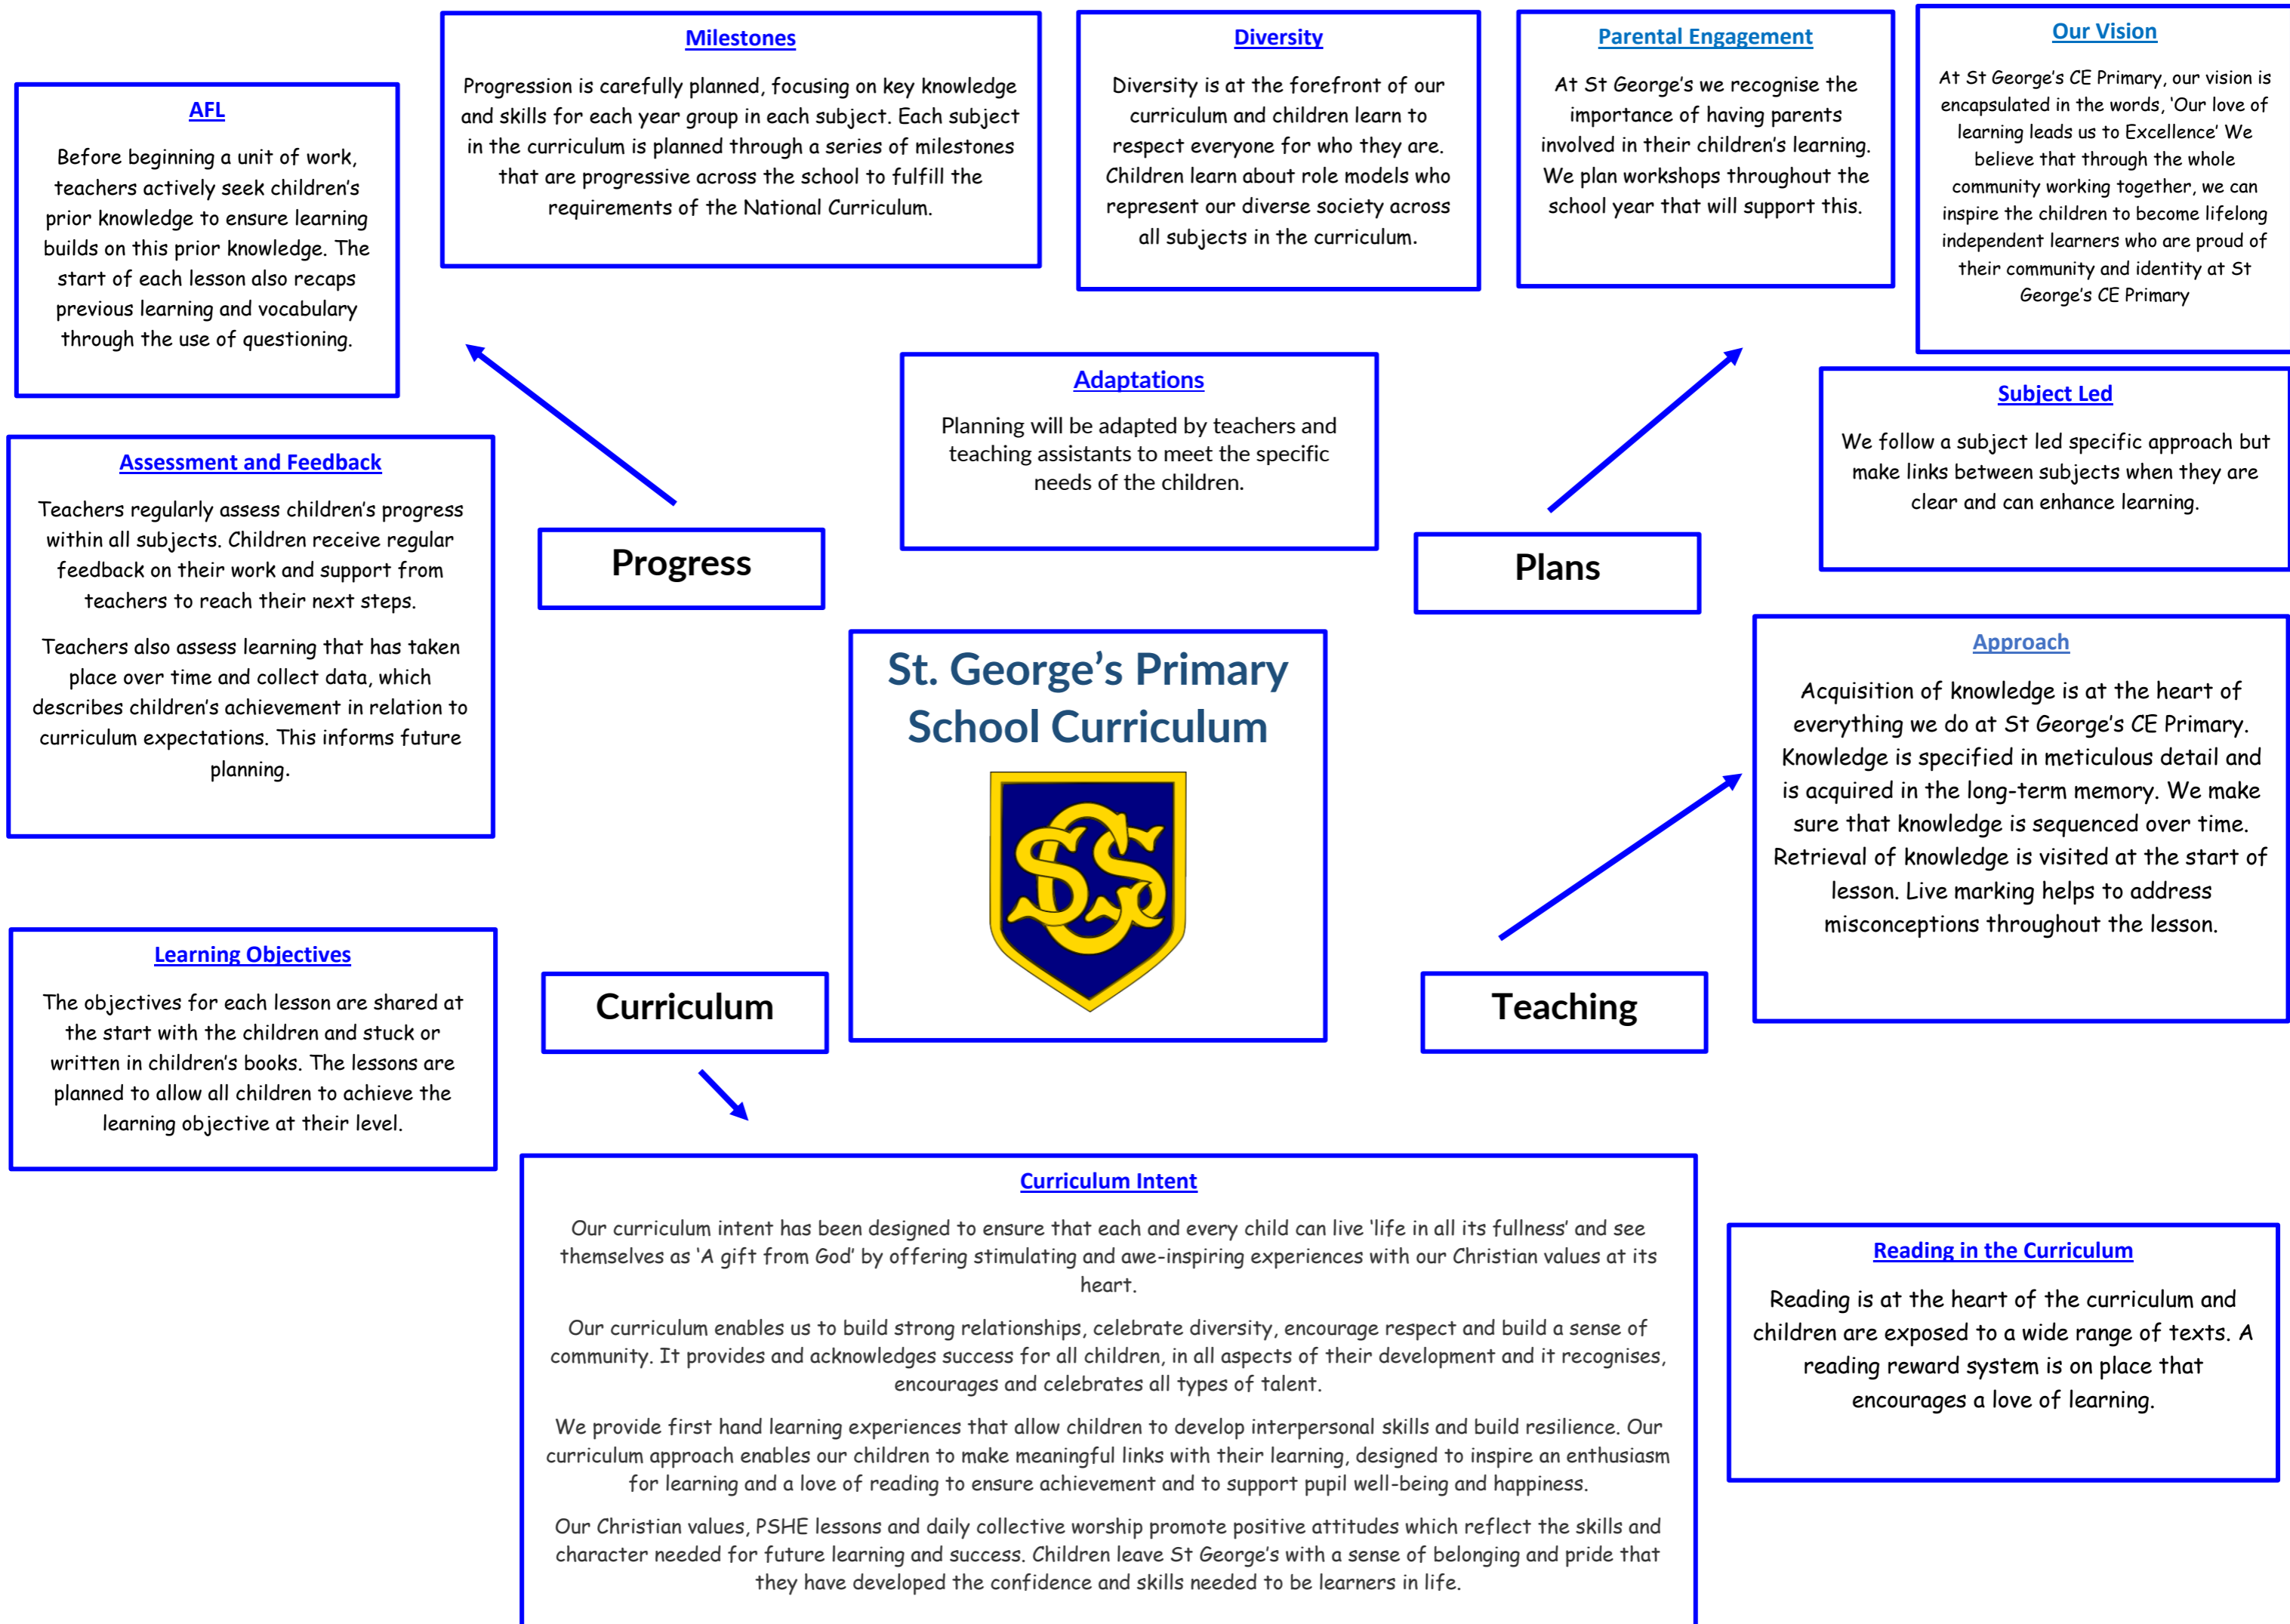 Milestones
Progression is carefully planned, focusing on key knowledge
and skills for each year group in each subject. Each subject
in the curriculum is planned through a series of milestones
that are progressive across the school to fulfill the
requirements of the National Curriculum.
Diversity
Diversity is at the forefront of our
curriculum and children learn to
respect everyone for who they are.
Children learn about role models who
represent our diverse society across
all subjects in the curriculum.
Parental Engagement
At St George's we recognise the
importance of having parents
involved in their children's learning.
We plan workshops throughout the
school year that will support this.
Our Vision
At St George's CE Primary, our vision is
encapsulated in the words, 'Our love of
learning leads us to Excellence' We
believe that through the whole
community working together, we can
inspire the children to become lifelong
independent learners who are proud of
their community and identity at St
George's CE Primary
AFL
Before beginning a unit of work,
teachers actively seek children's
prior knowledge to ensure learning
builds on this prior knowledge. The
start of each lesson also recaps
previous learning and vocabulary
through the use of questioning.
Adaptations
Planning will be adapted by teachers and
teaching assistants to meet the specific
needs of the children.
Subject Led
We follow a subject led specific approach but
make links between subjects when they are
clear and can enhance learning.
Assessment and Feedback
Teachers regularly assess children's progress
within all subjects. Children receive regular
feedback on their work and support from
teachers to reach their next steps.
Teachers also assess learning that has taken
place over time and collect data, which
describes children's achievement in relation to
curriculum expectations. This informs future
planning.
Progress
Plans
St. George's Primary
School Curriculum
SGS
Approach
Acquisition of knowledge is at the heart of
everything we do at St George's CE Primary.
Knowledge is specified in meticulous detail and
is acquired in the long-term memory. We make
sure that knowledge is sequenced over time.
Retrieval of knowledge is visited at the start of
lesson. Live marking helps to address
misconceptions throughout the lesson.
Learning Objectives
The objectives for each lesson are shared at
the start with the children and stuck or
written in children's books. The lessons are
planned to allow all children to achieve the
learning objective at their level.
Curriculum
Teaching
Curriculum Intent
Our curriculum intent has been designed to ensure that each and every child can live 'life in all its fullness' and see
themselves as 'A gift from God' by offering stimulating and awe-inspiring experiences with our Christian values at its
heart.
Our curriculum enables us to build strong relationships, celebrate diversity, encourage respect and build a sense of
community. It provides and acknowledges success for all children, in all aspects of their development and it recognises,
encourages and celebrates all types of talent.
We provide first hand learning experiences that allow children to develop interpersonal skills and build resilience. Our
curriculum approach enables our children to make meaningful links with their learning, designed to inspire an enthusiasm
for learning and a love of reading to ensure achievement and to support pupil well-being and happiness.
Our Christian values, PSHE lessons and daily collective worship promote positive attitudes which reflect the skills and
character needed for future learning and success. Children leave St George's with a sense of belonging and pride that
they have developed the confidence and skills needed to be learners in life.
Reading in the Curriculum
Reading is at the heart of the curriculum and
children are exposed to a wide range of texts. A
reading reward system is on place that
encourages a love of learning.